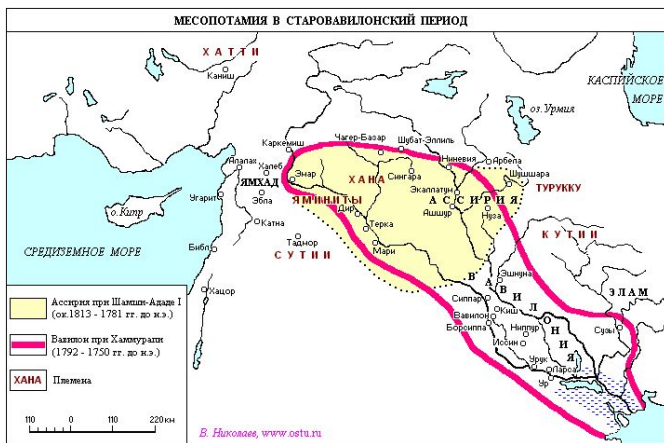 МЕСОПОТАМИЯ В СТАРОВАВИЛОНСКИЙ ПЕРИОД
ХАТТИ
Каниш
КАСПИЙСКОЕ
МОРЕ
оз. Урмия
Каркемиш
Чагер-Базар
Шубат-Эллиль
Ниневия
Арбела
Алалах
Халеб
ЯМХАД
Эбла
Эмар
ХАНА
Сингара
Шушшара
ТУРУККУ
Угарит
ЯМИНИТЫ
Экаллатум
АССИРИЯ
Ашшур
Нуза
о. Кипр
Катна
Дир
Терка
Тадмор
Мари
СУТИИ
КУТИИ
СРЕДИЗЕМНОЕ МОРЕ
Библ
Хацор
ВАВИЛОНИЯ
Эшнуна
ЭЛАМ
Сиппар
Вавилон
Киш
Борсиппа
Ниппур
Иссин
Сузы
Урук
Ларса
Ур
Ассирия при Шамши-Ададе I
(ок.1813 - 1781 гг. до н.э.)
Вавилон при Хаммурапи
(1792 - 1750 гг. до н.э.)
ХАНА Племена
110 0 110 220 км
В. Николаев, www.ostu.ru